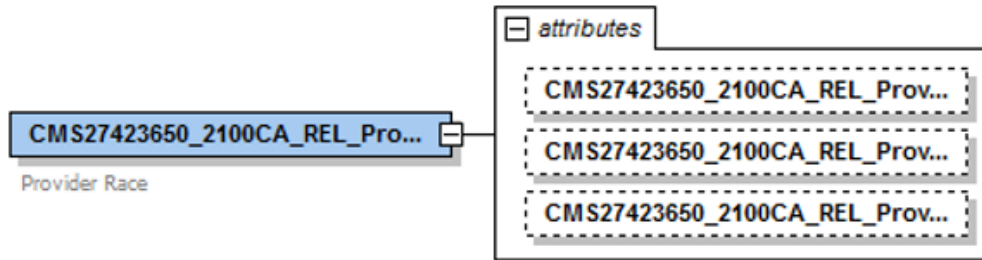 attributes
CMS27423650_2100CA_REL_Prov...
CMS27423650_2100CA_REL_Pro...
CMS27423650_2100CA_REL_Prov...
Provider Race
CMS27423650_2100CA_REL_Prov...